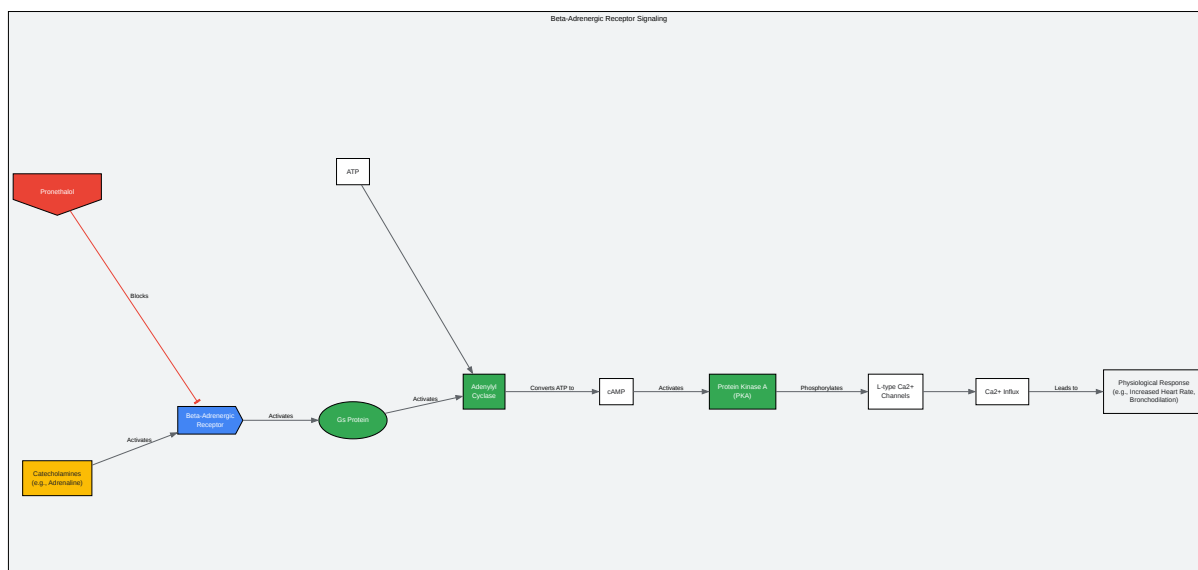 Beta-Adrenergic Receptor Signaling
ATP
Pronethalol
Blocks
Adenylyl
Cyclase
Converts ATP to
cAMP
Activates
Protein Kinase A
(PKA)
Phosphorylates
L-type Ca2+
Channels
Ca2+ Influx
Leads to
Physiological Response
(e.g., Increased Heart Rate,
Bronchodilation)
Activates
Beta-Adrenergic
Receptor
Activates
Gs Protein
Activates
Catecholamines
(e.g., Adrenaline)